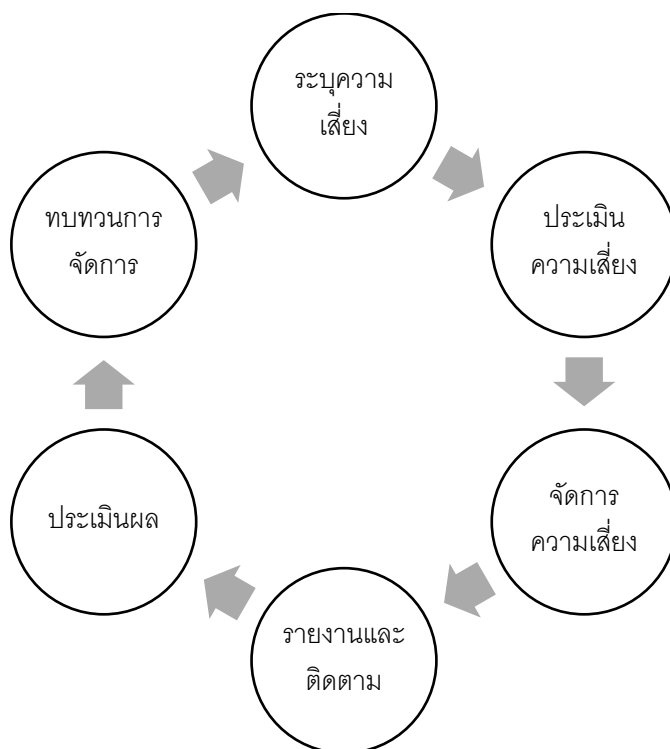 ระบุความ
เสี่ยง
ประเมิน
ความเสี่ยง
จัดการ
ความเสี่ยง
รายงานและ
ติดตาม
ประเมินผล
ทบทวนการ
จัดการ